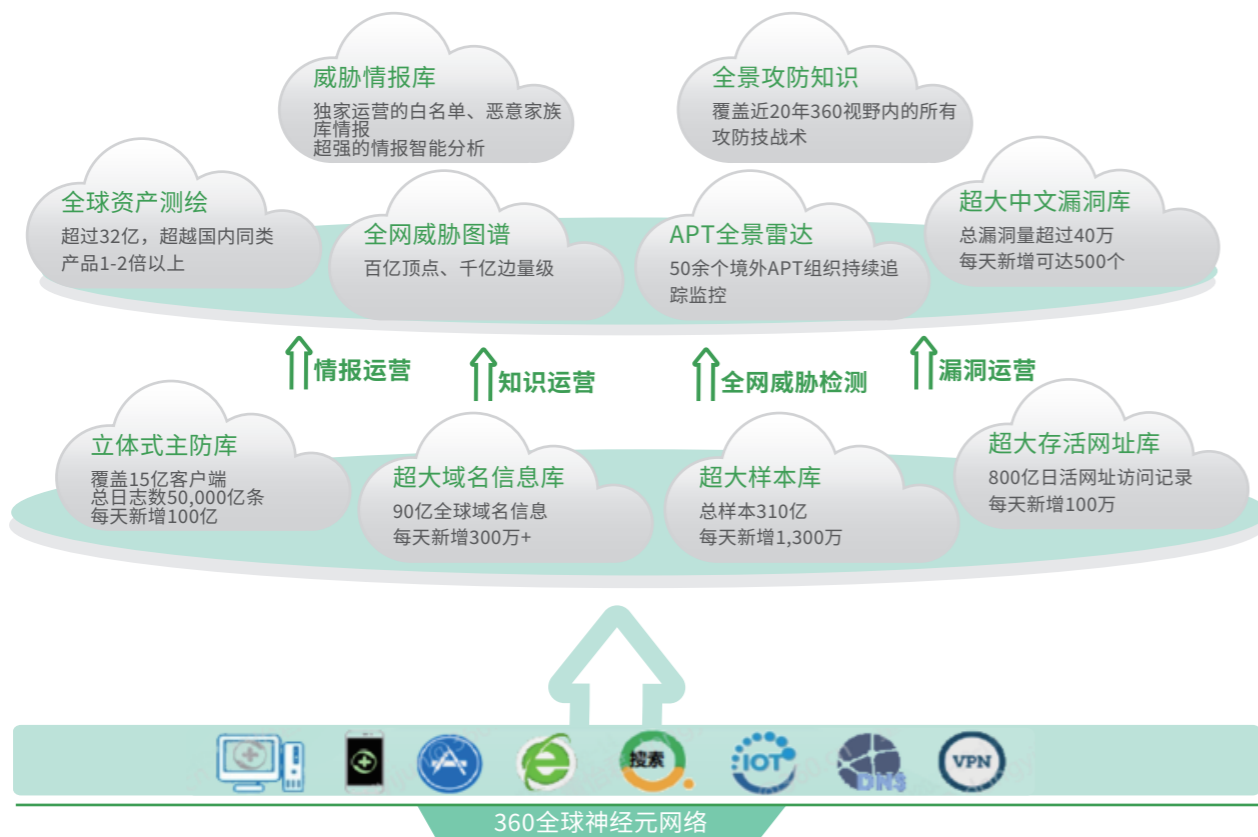 威胁情报库
独家运营的白名单、恶意家族
库情报
超强的情报智能分析
全景攻防知识
覆盖近20年360视野内的所有
攻防技战术
全球资产测绘
超过32亿，超越国内同类
产品1-2倍以上
全网威胁图谱
百亿顶点、千亿边量级
APT全景雷达
50余个境外APT组织持续追
踪监控
超大中文漏洞库
总漏洞量超过40万
每天新增可达500个
情报运营
知识运营
全网威胁检测
漏洞运营
立体式主防库
覆盖15亿客户端
总日志数50,000亿条
每天新增100亿
超大域名信息库
90亿全球域名信息
每天新增300万+
超大样本库
总样本310亿
每天新增1,300万
超大存活网址库
800亿日活网址访问记录
每天新增100万
搜索
IOT
DNS
VPN
360全球神经元网络